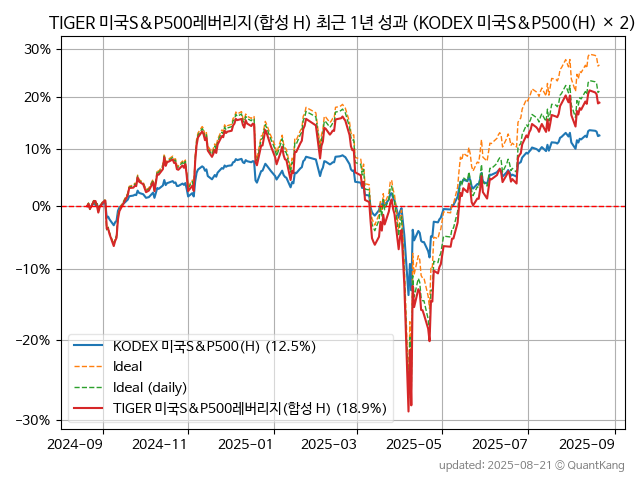 TIGER 미국S&P500레버리지(합성 H) 최근 1년 성과 (KODEX 미국S&P500(H) × 2)
30%
20%
10%
0%
−10%
−20%
−30%
KODEX 미국S&P500(H) (12.5%)
Ideal
Ideal (daily)
TIGER 미국S&P500레버리지(합성 H) (18.9%)
2024-09 2024-11 2025-01 2025-03 2025-05 2025-07 2025-09
updated: 2025-08-21 © QuantKang